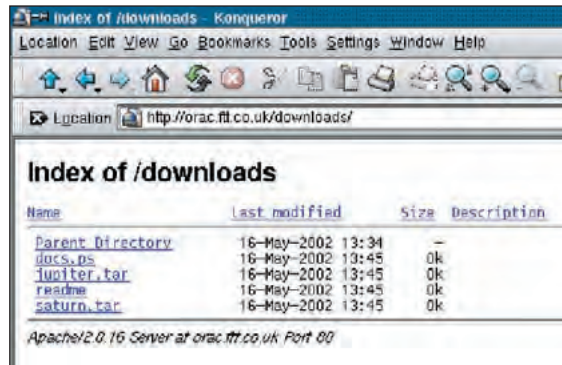 Index of /downloads - Konqueror
Location Edit View Go Bookmarks Tools Settings Window Help
Location http://orac.ftt.co.uk/downloads/
Index of /downloads
Name Last modified Size Description
Parent Directory 16-May-2002 13:34 -
docs.ps 16-May-2002 13:45 0k
jupiter.tar 16-May-2002 13:45 0k
readme 16-May-2002 13:45 0k
saturn.tar 16-May-2002 13:45 0k
Apache/2.0.16 Server at orac.ftt.co.uk Port 80